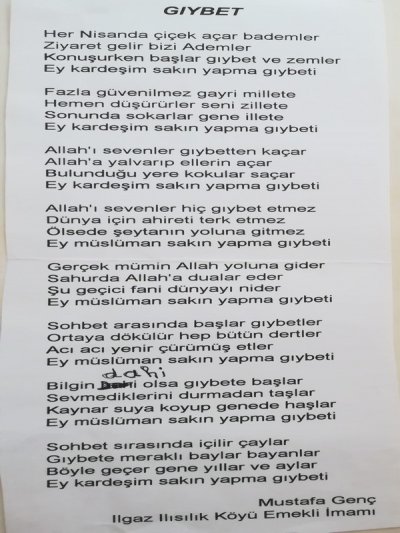 GIYBET
Her Nisanda çiçek açar bademler
Ziyaret gelir bizi Ademler
Konuşurken başlar gıybet ve zemler
Ey kardeşim sakın yapma gıybeti
Fazla güvenilmez gayri millete
Hemen düşürürler seni zillete
Sonunda sokarlar gene illete
Ey kardeşim sakın yapma gıybeti
Allah'ı sevenler gıybetten kaçar
Allah'a yalvarıp ellerin açar
Bulunduğu yere kokular saçar
Ey kardeşim sakın yapma gıybeti
Allah'ı sevenler hiç gıybet etmez
Dünya için ahireti terk etmez
Ölsede şeytanın yoluna gitmez
Ey müslüman sakın yapma gıybeti
Gerçek mümin Allah yoluna gider
Sahurda Allah'a dualar eder
Şu geçici fani dünyayı nider
Ey müslüman sakın yapma gıybeti
Sohbet arasında başlar gıybetler
Ortaya dökülür hep bütün dertler
Acı acı yenir çürümüş etler
Ey müslüman sakın yapma gıybeti
dahi
Bilgin olsa gıybete başlar
Sevmediklerini durmadan taşlar
Kaynar suya koyup genede haşlar
Ey müslüman sakın yapma gıybeti
Sohbet sırasında içilir çaylar
Gıybete meraklı baylar bayanlar
Böyle geçer gene yıllar ve aylar
Ey kardeşim sakın yapma gıybeti
Mustafa Genç
Ilgaz Ilısılık Köyü Emekli İmamı